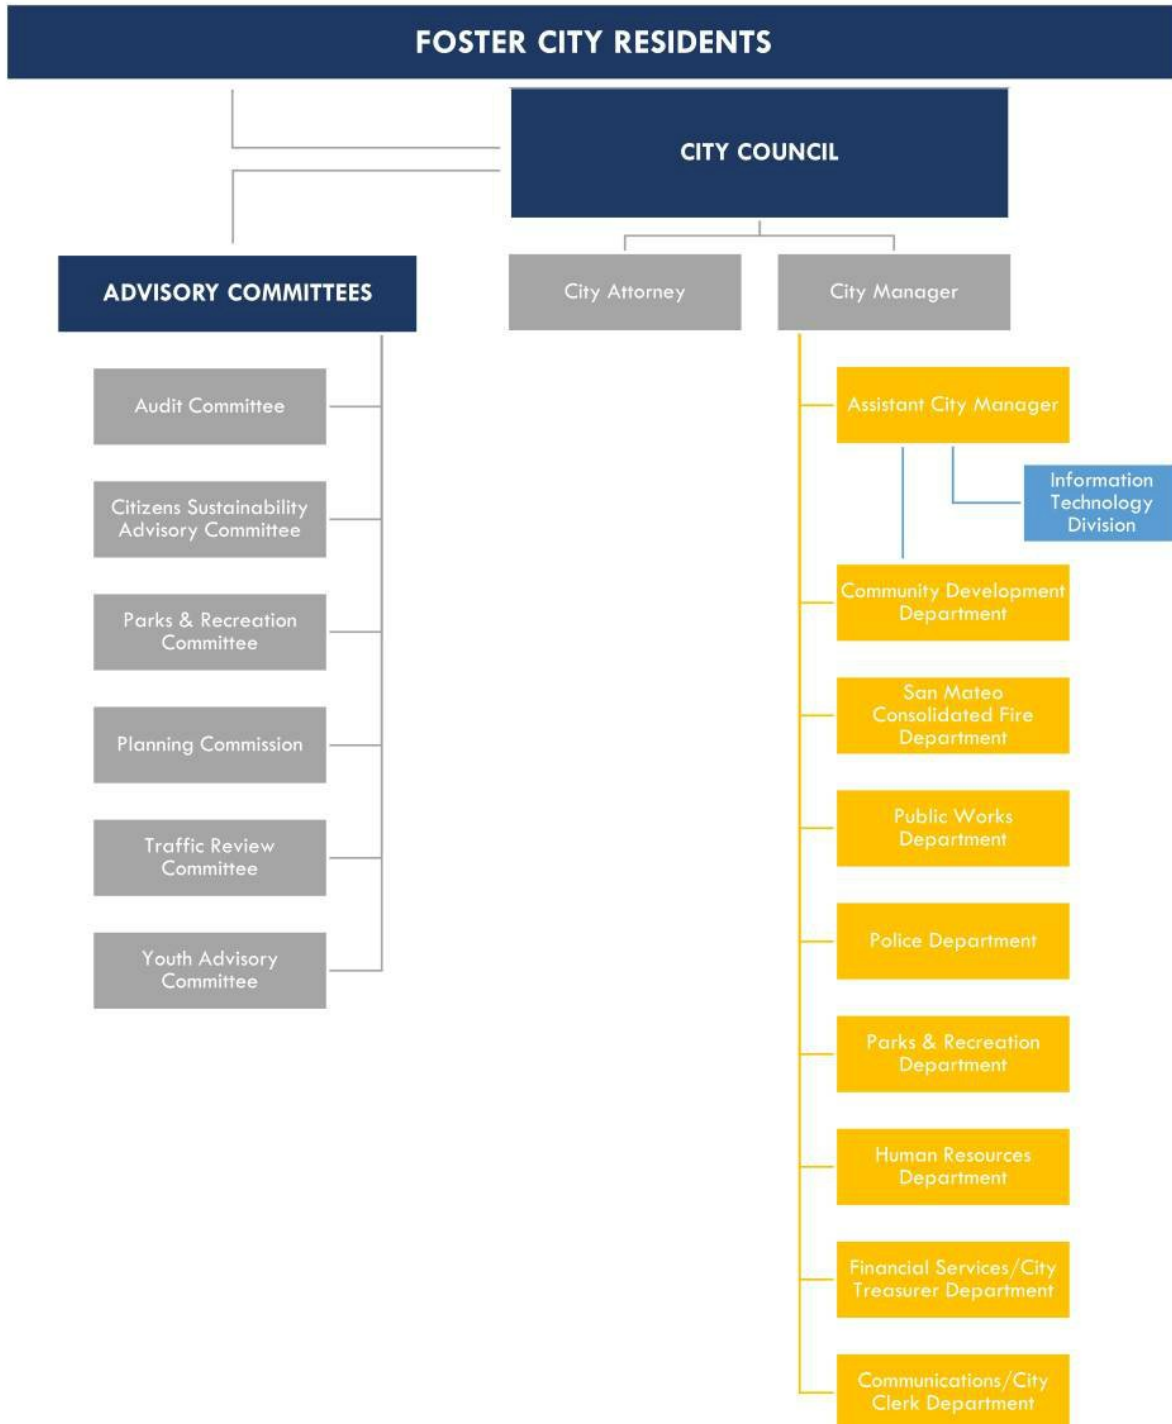 FOSTER CITY RESIDENTS
CITY COUNCIL
ADVISORY COMMITTEES
City Attorney
City Manager
Audit Committee
Citizens Sustainability
Advisory Committee
Parks & Recreation
Committee
Planning Commission
Traffic Review
Committee
Youth Advisory
Committee
Assistant City Manager
Information
Technology
Division
Community Development
Department
San Mateo
Consolidated Fire
Department
Public Works
Department
Police Department
Parks & Recreation
Department
Human Resources
Department
Financial Services/City
Treasurer Department
Communications/City
Clerk Department